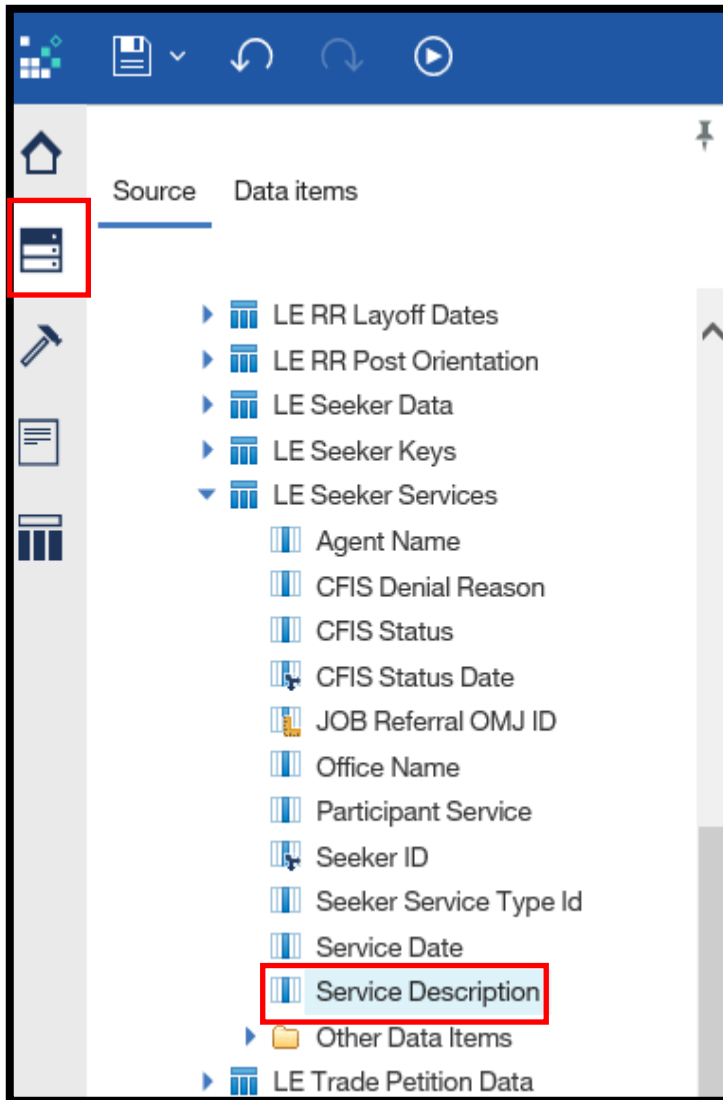 Source Data items
LE RR Layoff Dates
LE RR Post Orientation
LE Seeker Data
LE Seeker Keys
LE Seeker Services
Agent Name
CFIS Denial Reason
CFIS Status
CFIS Status Date
JOB Referral OMJ ID
Office Name
Participant Service
Seeker ID
Seeker Service Type Id
Service Date
Service Description
Other Data Items
LE Trade Petition Data